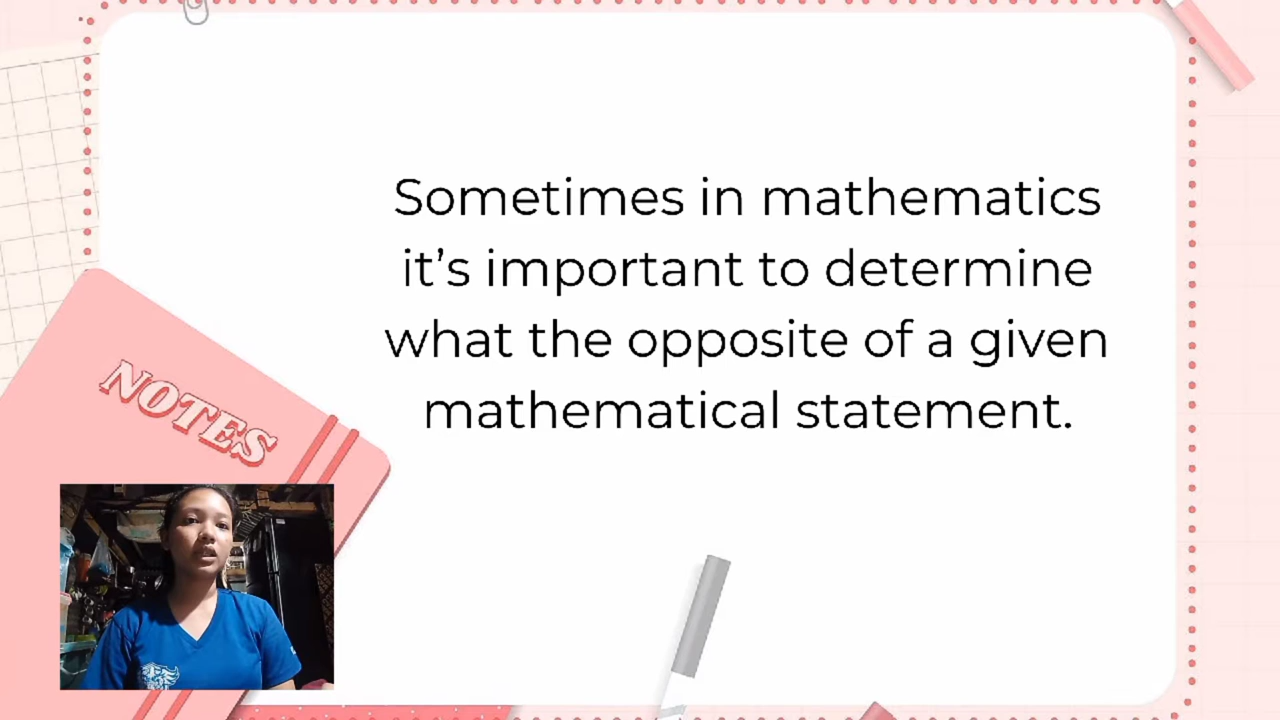 Sometimes in mathematics
it’s important to determine
what the opposite of a given
mathematical statement.
NOTES